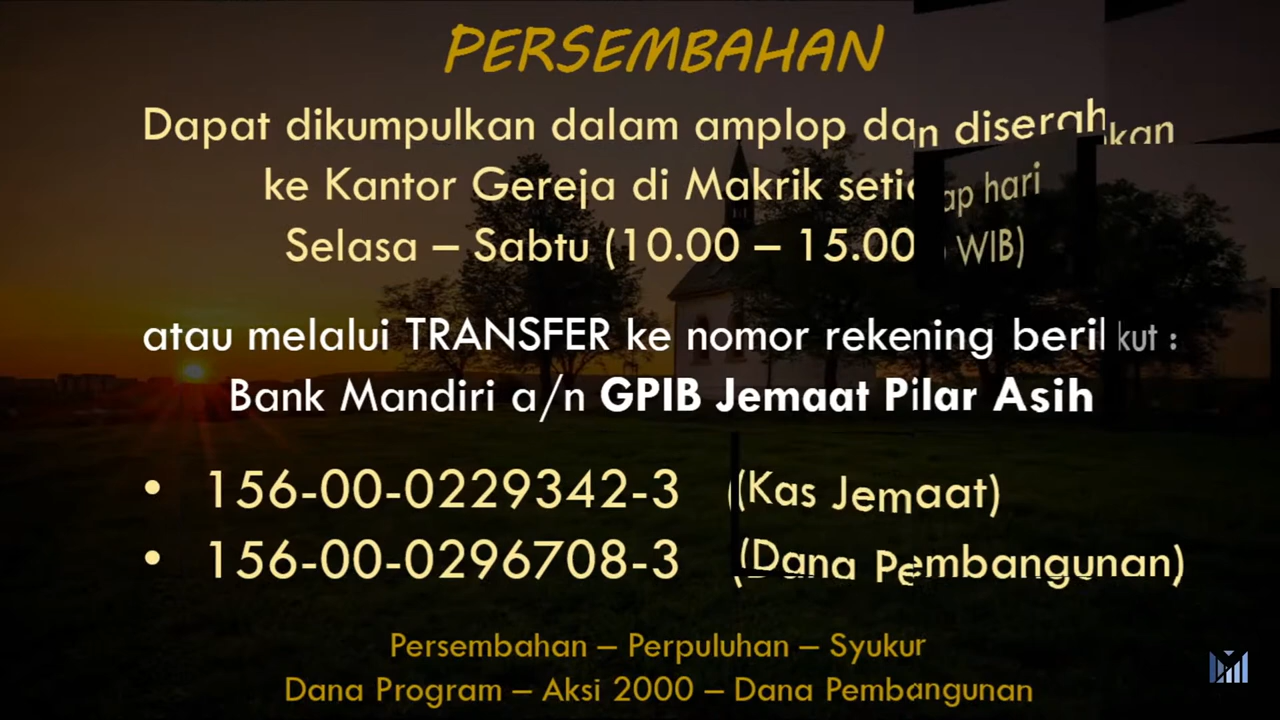 PERSEMBAHAN
Dapat dikumpulkan dalam amplop dan diserahkan
ke Kantor Gereja di Makrik setiap hari
Selasa – Sabtu (10.00 – 15.00 WIB)
atau melalui TRANSFER ke nomor rekening berikut :
Bank Mandiri a/n GPIB Jemaat Pilar Asih
• 156-00-0229342-3 (Kas Jemaat)
• 156-00-0296708-3 (Dana Pembangunan)
Persembahan – Perpuluhan – Syukur
Dana Program – Aksi 2000 – Dana Pembangunan